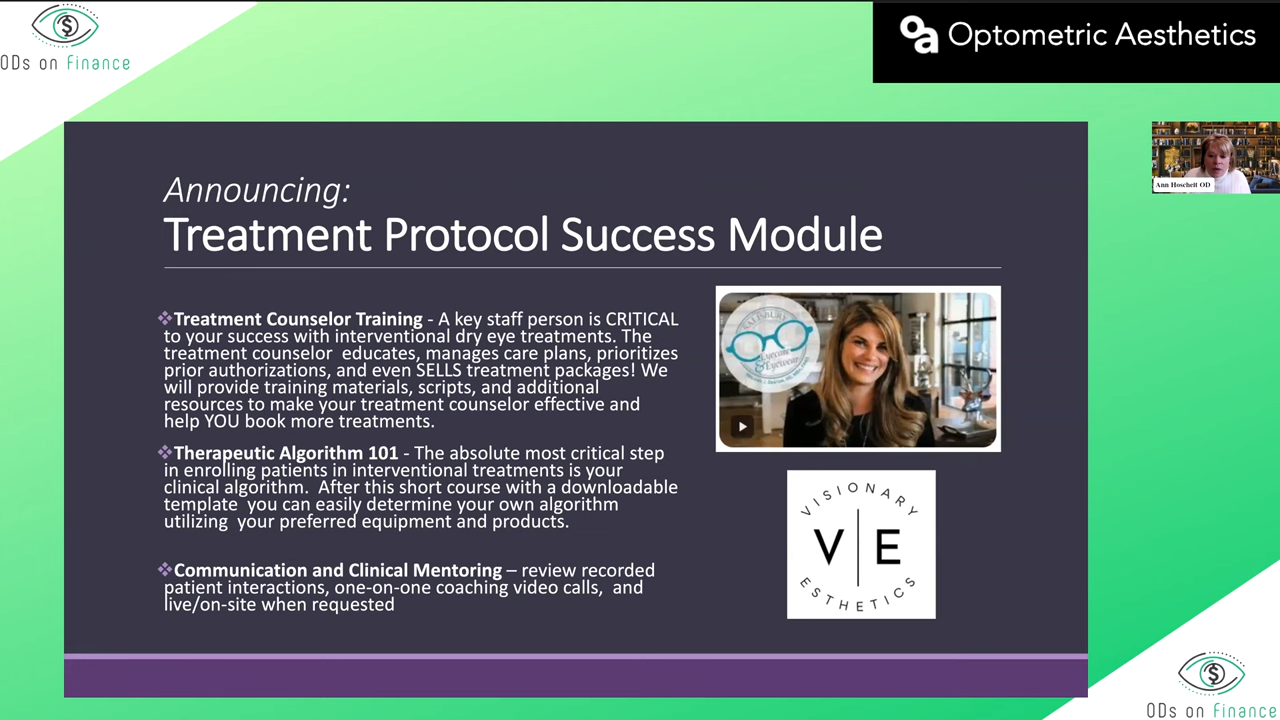 ODs on Finance
oa Optometric Aesthetics
Ann Hoscheit OD
Announcing:
Treatment Protocol Success Module
❖Treatment Counselor Training - A key staff person is CRITICAL
to your success with interventional dry eye treatments. The
treatment counselor educates, manages care plans, prioritizes
prior authorizations, and even SELLS treatment packages! We
will provide training materials, scripts, and additional
resources to make your treatment counselor effective and
help YOU book more treatments.
❖Therapeutic Algorithm 101 - The absolute most critical step
in enrolling patients in interventional treatments is your
clinical algorithm. After this short course with a downloadable
template you can easily determine your own algorithm
utilizing your preferred equipment and products.
❖Communication and Clinical Mentoring – review recorded
patient interactions, one-on-one coaching video calls, and
live/on-site when requested
SALISBURY
Eyecare
& Eyewear
VISIONARY
V|E
ESTHETICS
ODs on Finance